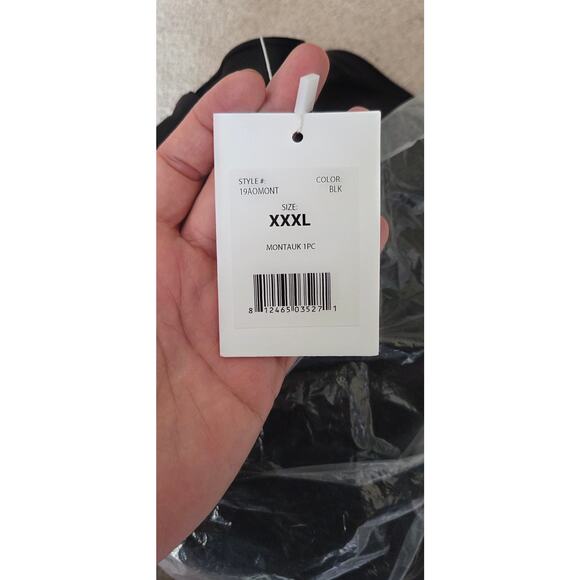 STYLE #: COLOR:
19AOMONT BLK
SIZE:
XXXL
MONTAUK 1PC
8 12465 03527 1